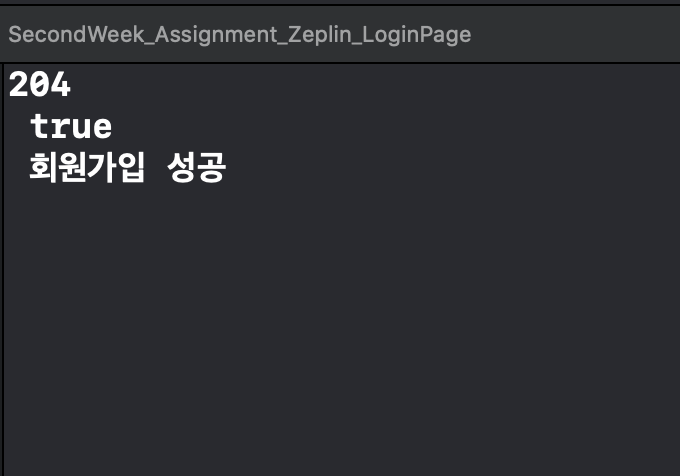 SecondWeek_Assignment_Zeplin_LoginPage
204
true
회원가입 성공